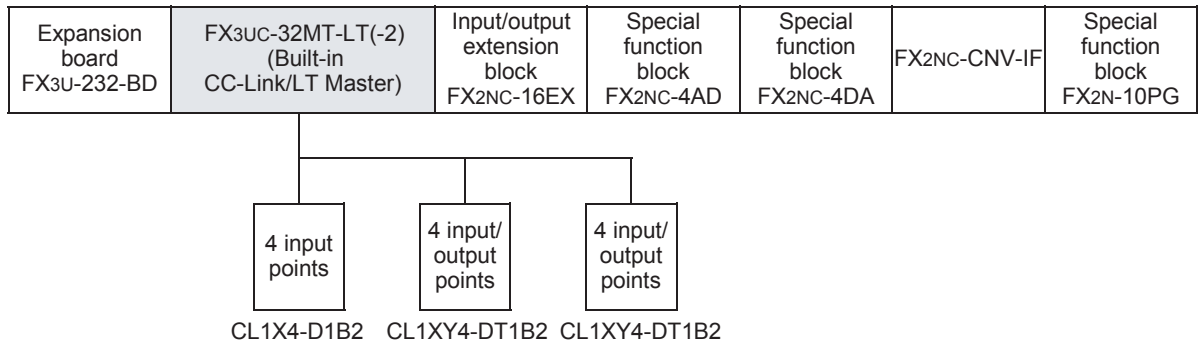 Expansion
board
FX3U-232-BD
FX3UC-32MT-LT(-2)
(Built-in
CC-Link/LT Master)
Input/output
extension
block
FX2NC-16EX
Special
function
block
FX2NC-4AD
Special
function
block
FX2NC-4DA
FX2NC-CNV-IF
Special
function
block
FX2N-10PG
4 input
points
4 input/
output
points
4 input/
output
points
CL1X4-D1B2
CL1XY4-DT1B2
CL1XY4-DT1B2